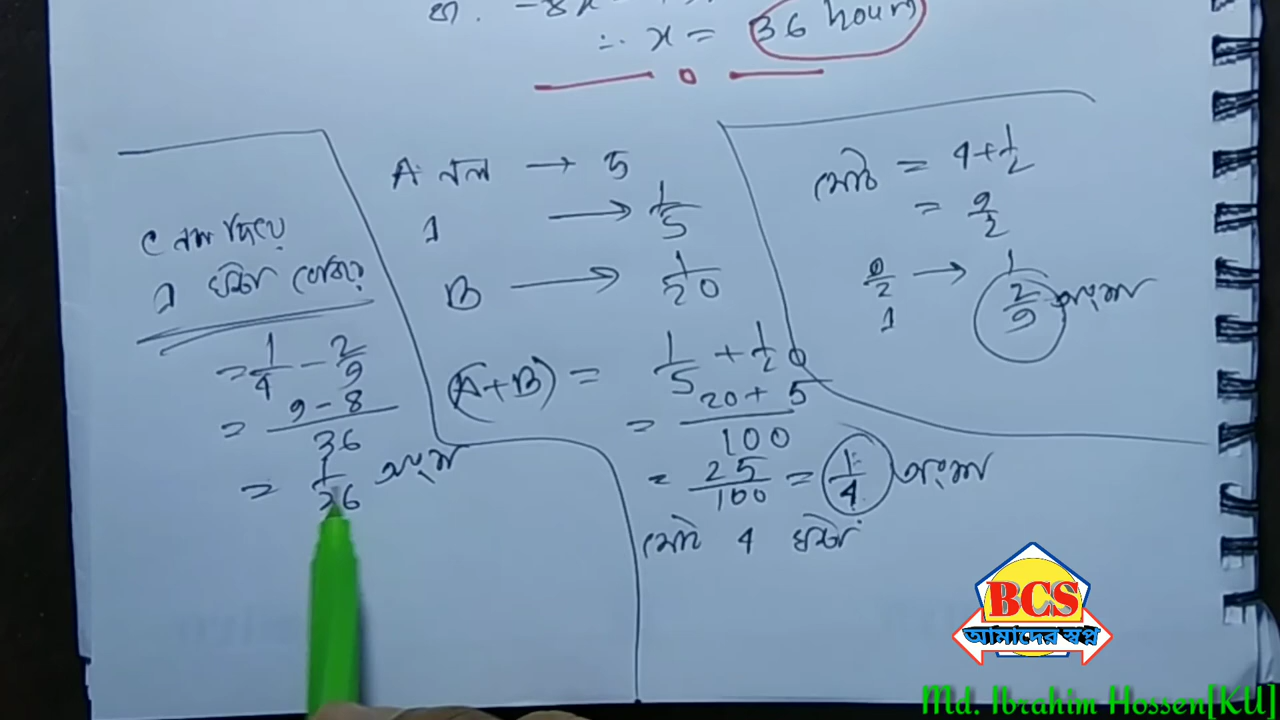 ∴ x = 36 hours
o
C নল দিয়ে
1 ঘন্টা বেরহয়
= 1/4 - 2/9
= 9 - 8 / 36
= 1/36 অংশ
A নল → 5
1 → 1/5
B → 1/20
(A+B) = 1/5 + 1/20
= 20 + 5 / 100
= 25/100 = 1/4 অংশ
মোট 4 ঘন্টা
মোট = 4 + 1/2
= 9/2
9/2 → 1
1 2/9 অংশ
BCS
আমাদের স্বপ্ন
Md. Ibrahim Hossen[KU]